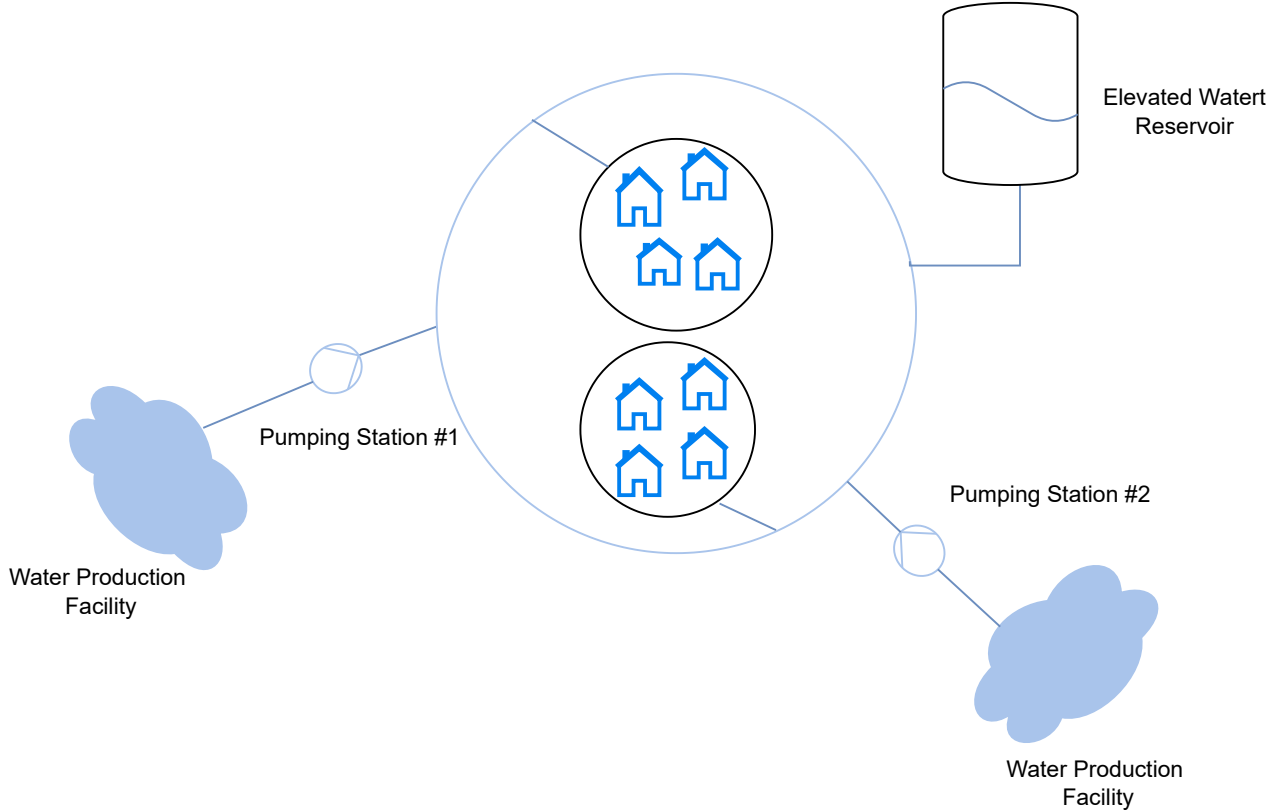 Elevated Watert
Reservoir
Pumping Station #1
Pumping Station #2
Water Production
Facility
Water Production
Facility